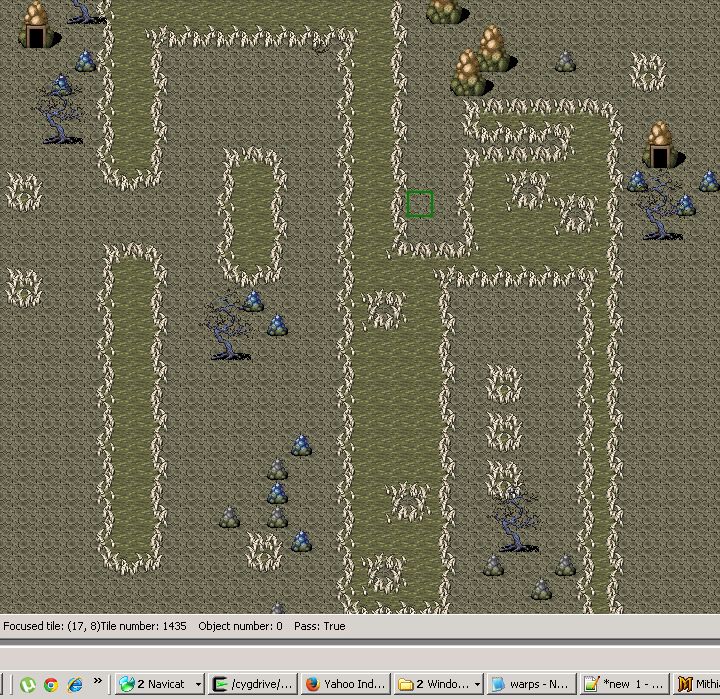 Focused tile: (17, 8)Tile number: 1435 Object number: 0 Pass: True
» 2 Navicat /cygdrive/... Yahoo Ind... 2 Windo... warps - N... *new 1 - ... Mithi